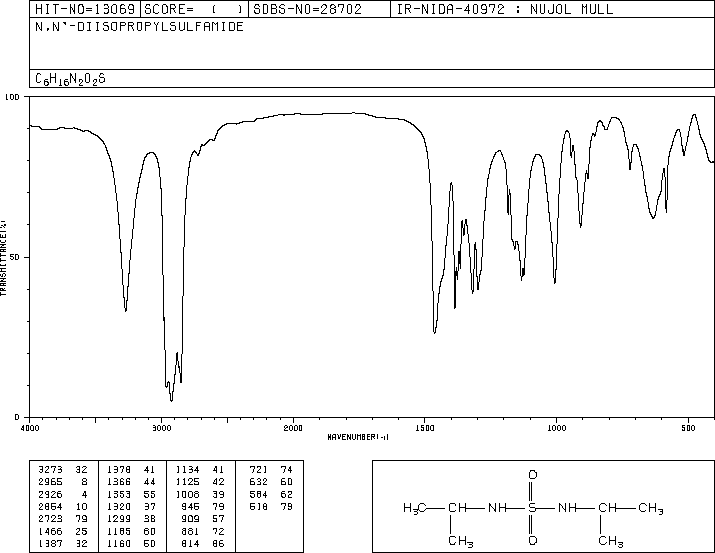 HIT-NO=13069 SCORE= ( ) SDBS-NO=28702 IR-NIDA-40972 : NUJOL MULL
N,N'-DIISOPROPYLSULFAMIDE
C6H16N2O2S
100
50
0
TRANSMITTANCE(%)
4000 3000 2000 1500 1000 500
WAVENUMBER(-1)
3273 32 1378 41 1134 41 721 74
2965 8 1366 44 1125 42 632 60
2926 4 1353 55 1008 39 584 62
2854 10 1320 37 945 79 518 79
2723 79 1299 38 909 57
1466 25 1185 60 881 72
1387 32 1160 50 814 86
O
H3C CH NH S NH CH CH3
CH3 O CH3